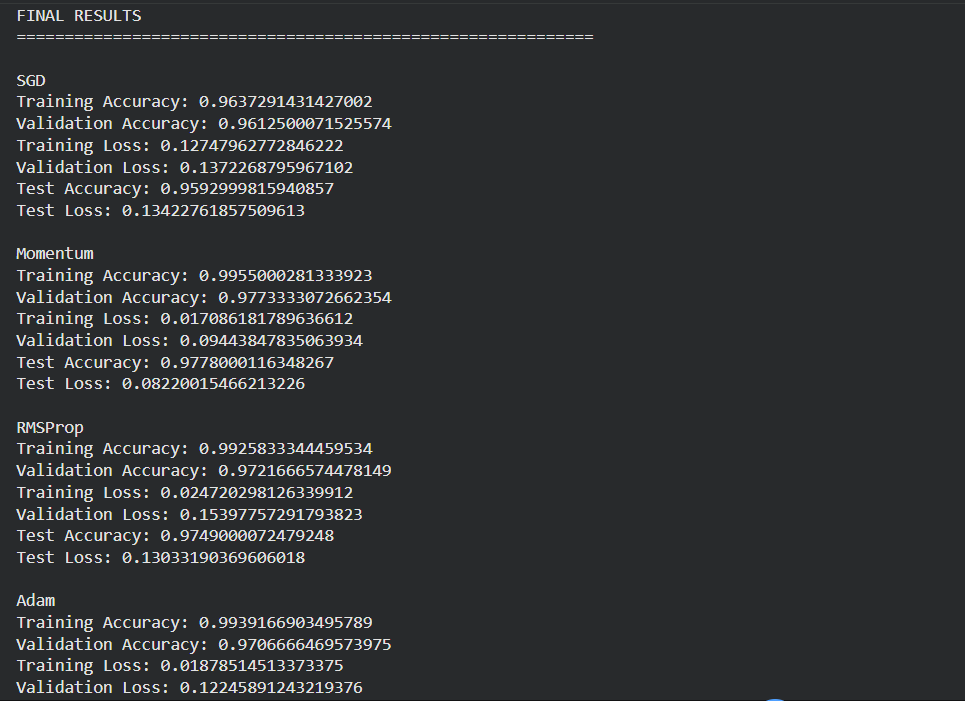 FINAL RESULTS
============================================================
SGD
Training Accuracy: 0.9637291431427002
Validation Accuracy: 0.9612500071525574
Training Loss: 0.12747962772846222
Validation Loss: 0.1372268795967102
Test Accuracy: 0.9592999815940857
Test Loss: 0.13422761857509613
Momentum
Training Accuracy: 0.9955000281333923
Validation Accuracy: 0.9773333072662354
Training Loss: 0.017086181789636612
Validation Loss: 0.09443847835063934
Test Accuracy: 0.9778000116348267
Test Loss: 0.08220015466213226
RMSProp
Training Accuracy: 0.9925833344459534
Validation Accuracy: 0.9721666574478149
Training Loss: 0.024720298126339912
Validation Loss: 0.15397757291793823
Test Accuracy: 0.9749000072479248
Test Loss: 0.13033190369606018
Adam
Training Accuracy: 0.9939166903495789
Validation Accuracy: 0.9706666469573975
Training Loss: 0.01878514513373375
Validation Loss: 0.12245891243219376